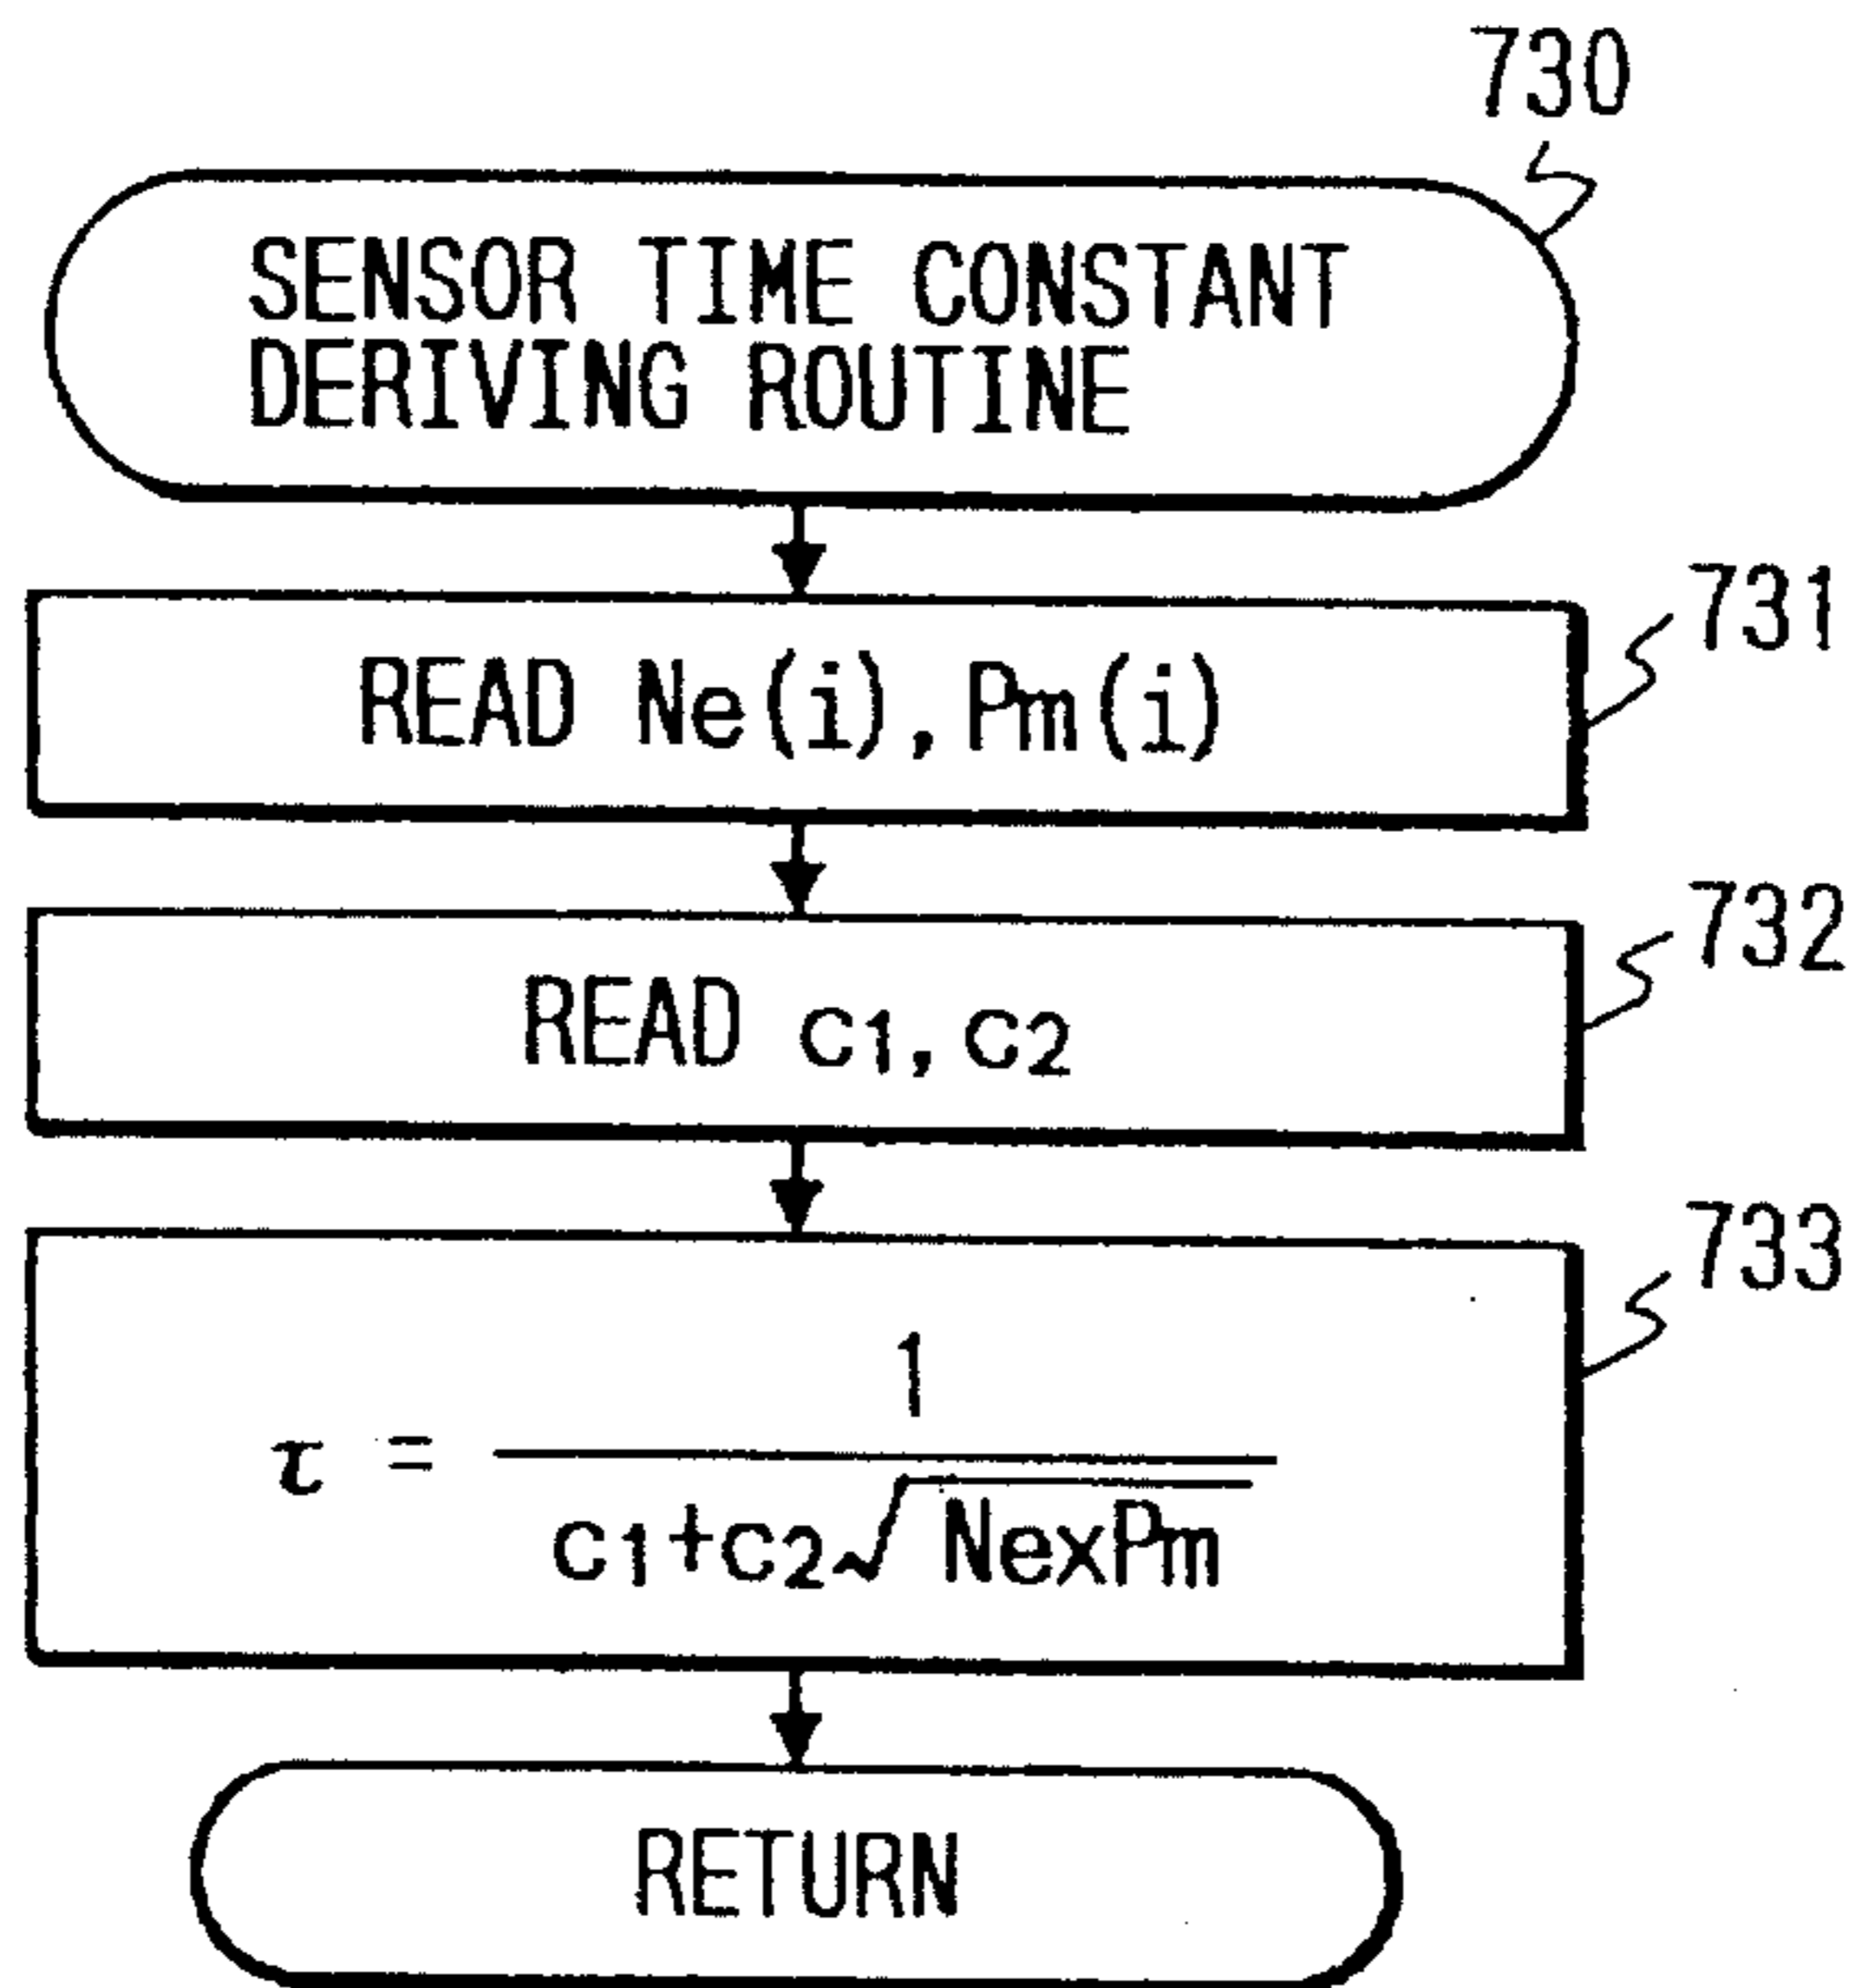 730
SENSOR TIME CONSTANT
DERIVING ROUTINE
731
READ Ne(i),Pm(i)
732
READ c1,c2
733
τ = 1 / c1+c2√NexPm
RETURN